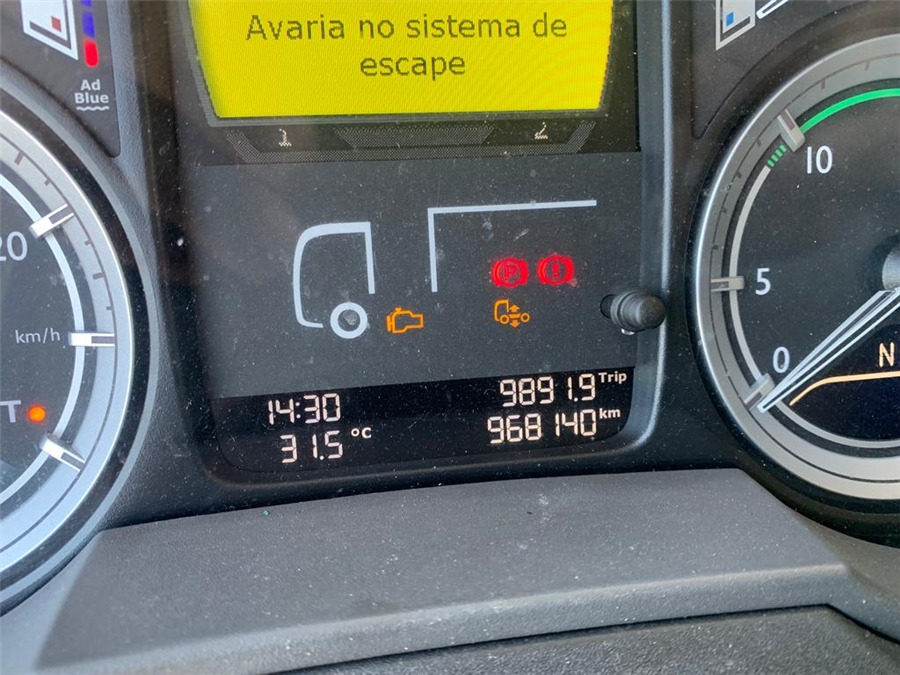 Avaria no sistema de
escape
Ad
Blue
20
km/h
T
10
5
0
N
P
14:30
9891.9 Trip
31.5 °C
968140 km